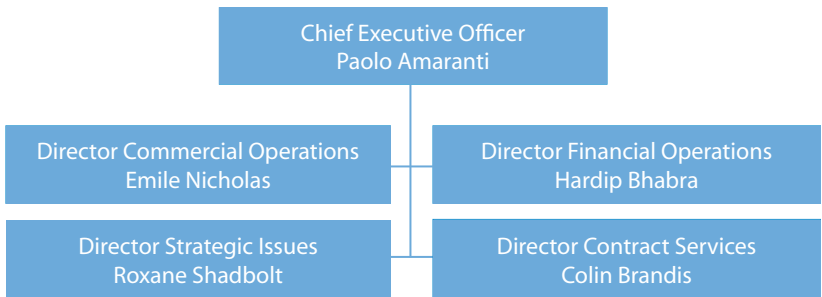 Chief Executive Officer
Paolo Amaranti
Director Commercial Operations
Emile Nicholas
Director Financial Operations
Hardip Bhabra
Director Strategic Issues
Roxane Shadbolt
Director Contract Services
Colin Brandis